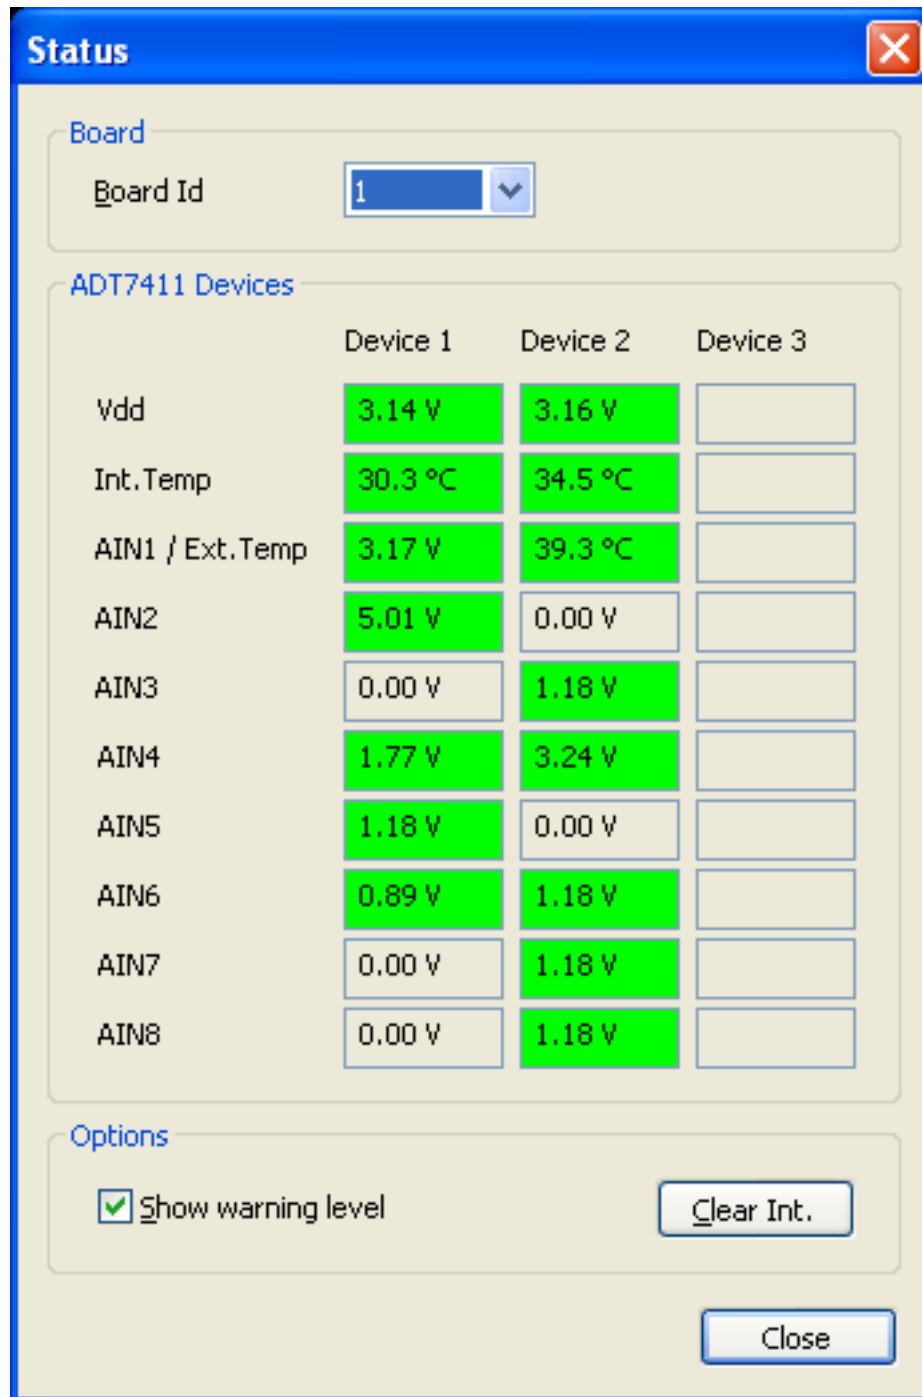 Status
Board
Board Id 1
ADT7411 Devices
Device 1 Device 2 Device 3
Vdd 3.14 V 3.16 V
Int.Temp 30.3 °C 34.5 °C
AIN1 / Ext.Temp 3.17 V 39.3 °C
AIN2 5.01 V 0.00 V
AIN3 0.00 V 1.18 V
AIN4 1.77 V 3.24 V
AIN5 1.18 V 0.00 V
AIN6 0.89 V 1.18 V
AIN7 0.00 V 1.18 V
AIN8 0.00 V 1.18 V
Options
Show warning level Clear Int.
Close